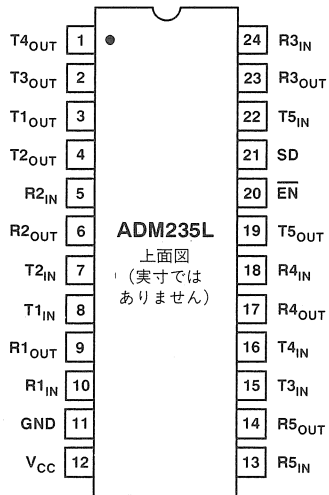 T4OUT 1 24 R3IN
T3OUT 2 23 R3OUT
T1OUT 3 22 T5IN
T2OUT 4 21 SD
R2IN 5 20 E̅N̅
R2OUT 6 19 T5OUT
ADM235L
上面図
(実寸では
ありません)
T2IN 7 18 R4IN
T1IN 8 17 R4OUT
R1OUT 9 16 T4IN
R1IN 10 15 T3IN
GND 11 14 R5OUT
VCC 12 13 R5IN